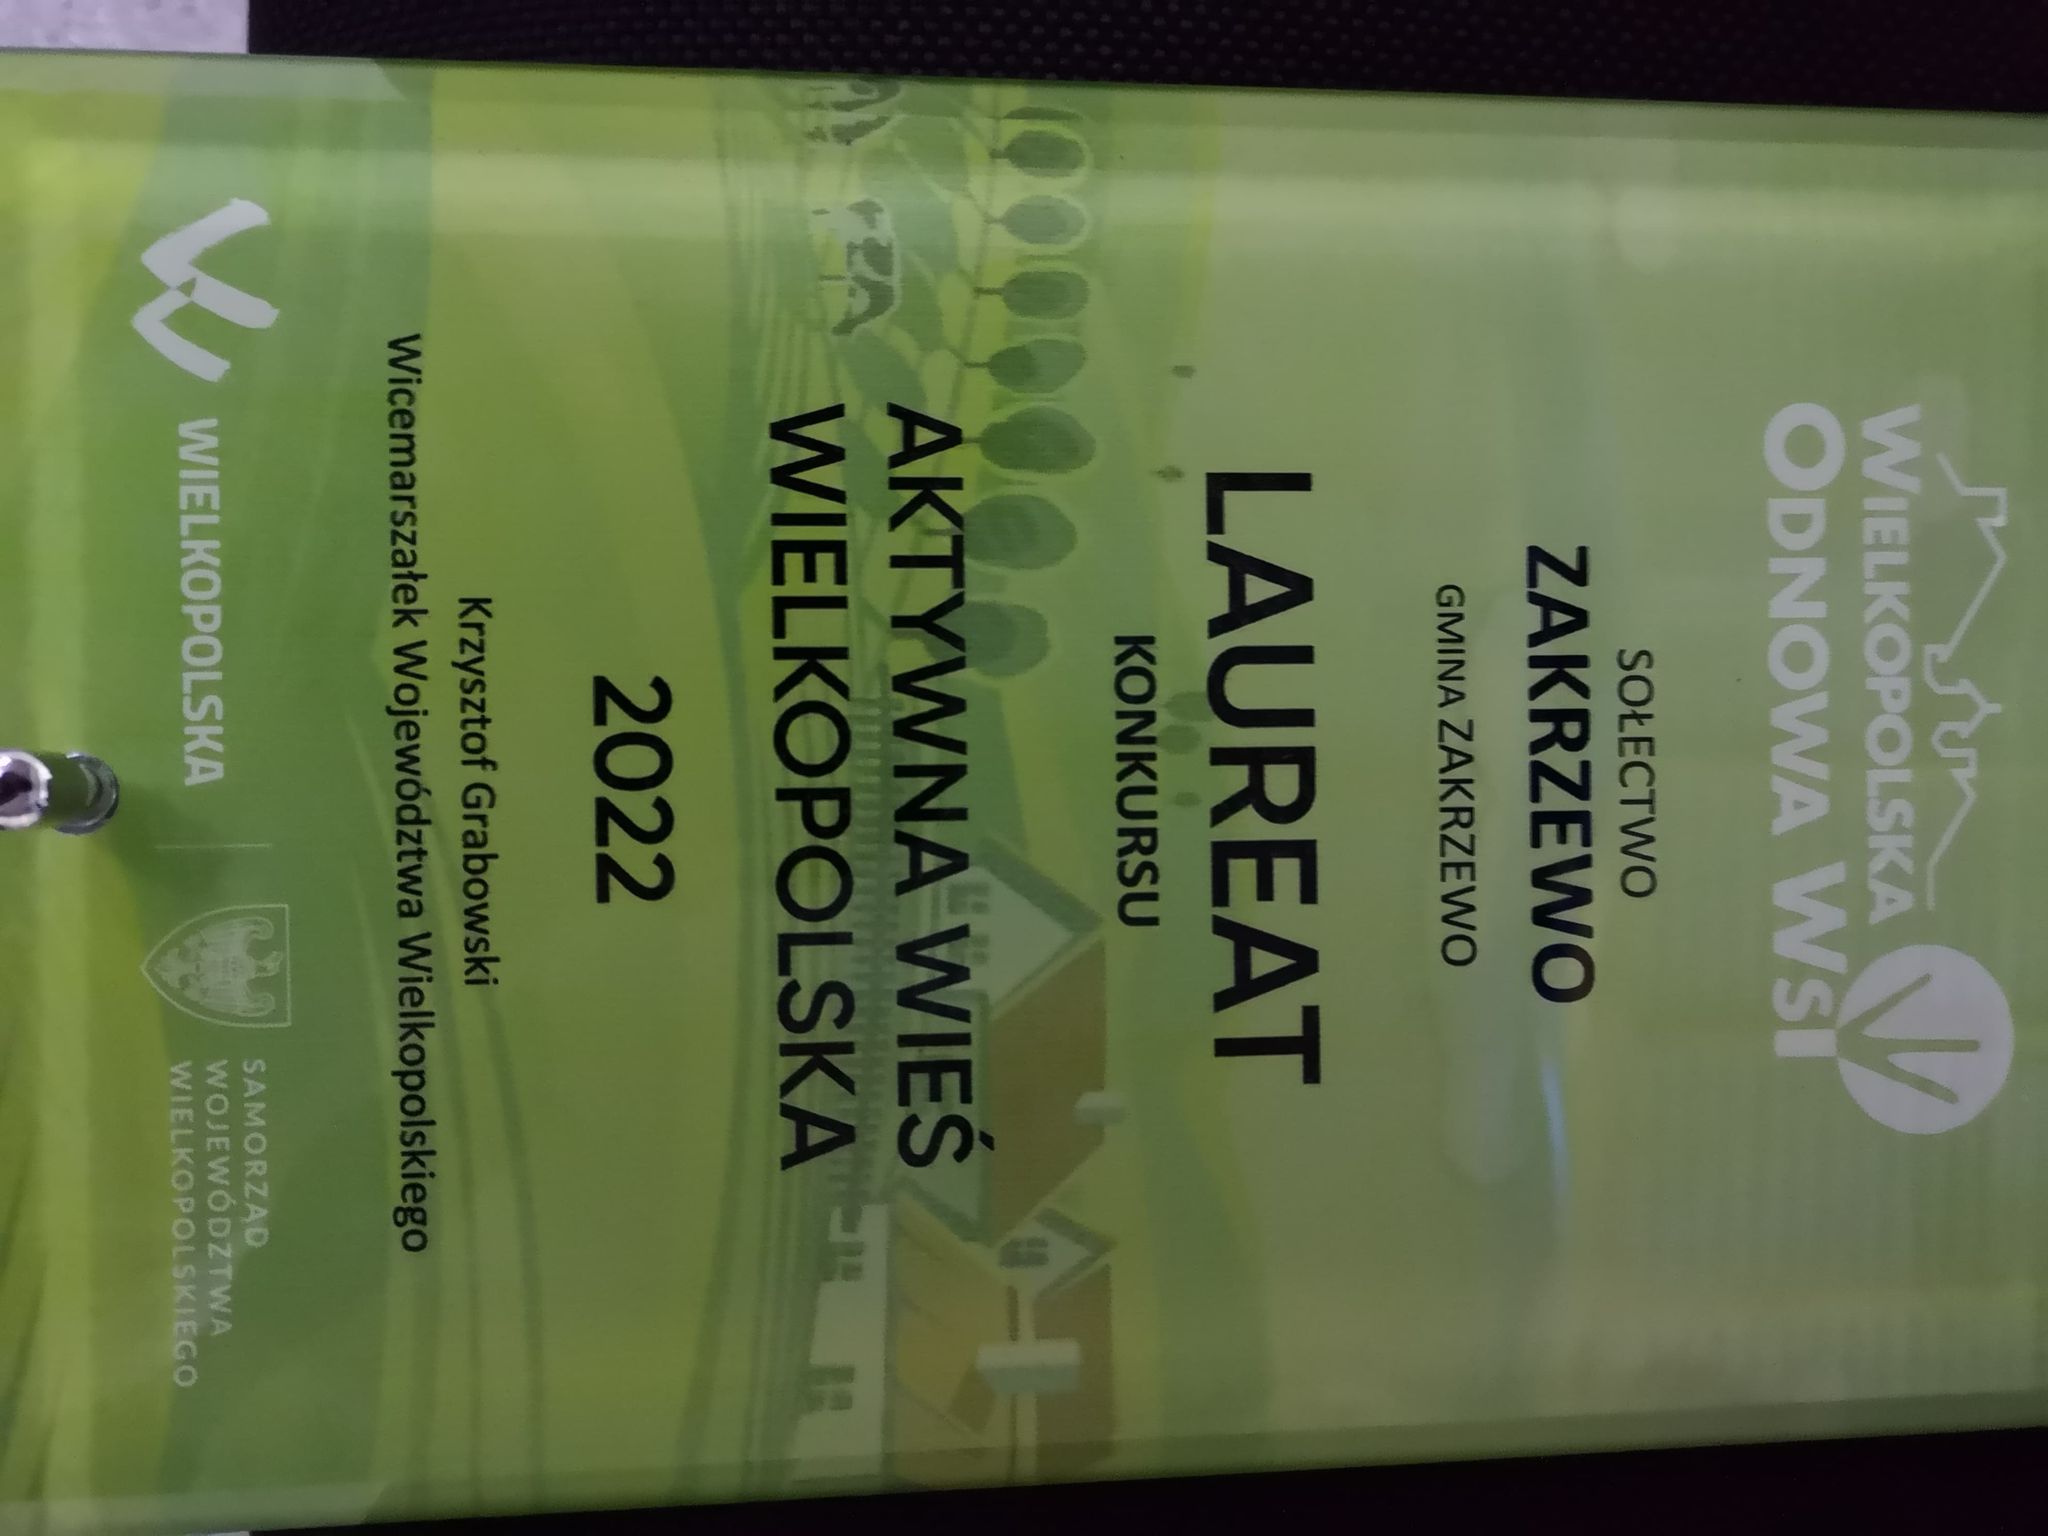 WIELKOPOLSKA
ODNOWA WSI
SOŁECTWO
ZAKRZEWO
GMINA ZAKRZEWO
LAUREAT
KONKURSU
AKTYWNA WIEŚ
WIELKOPOLSKA
2022
Krzysztof Grabowski
Wicemarszałek Województwa Wielkopolskiego
WIELKOPOLSKA
SAMORZĄD
WOJEWÓDZTWA
WIELKOPOLSKIEGO